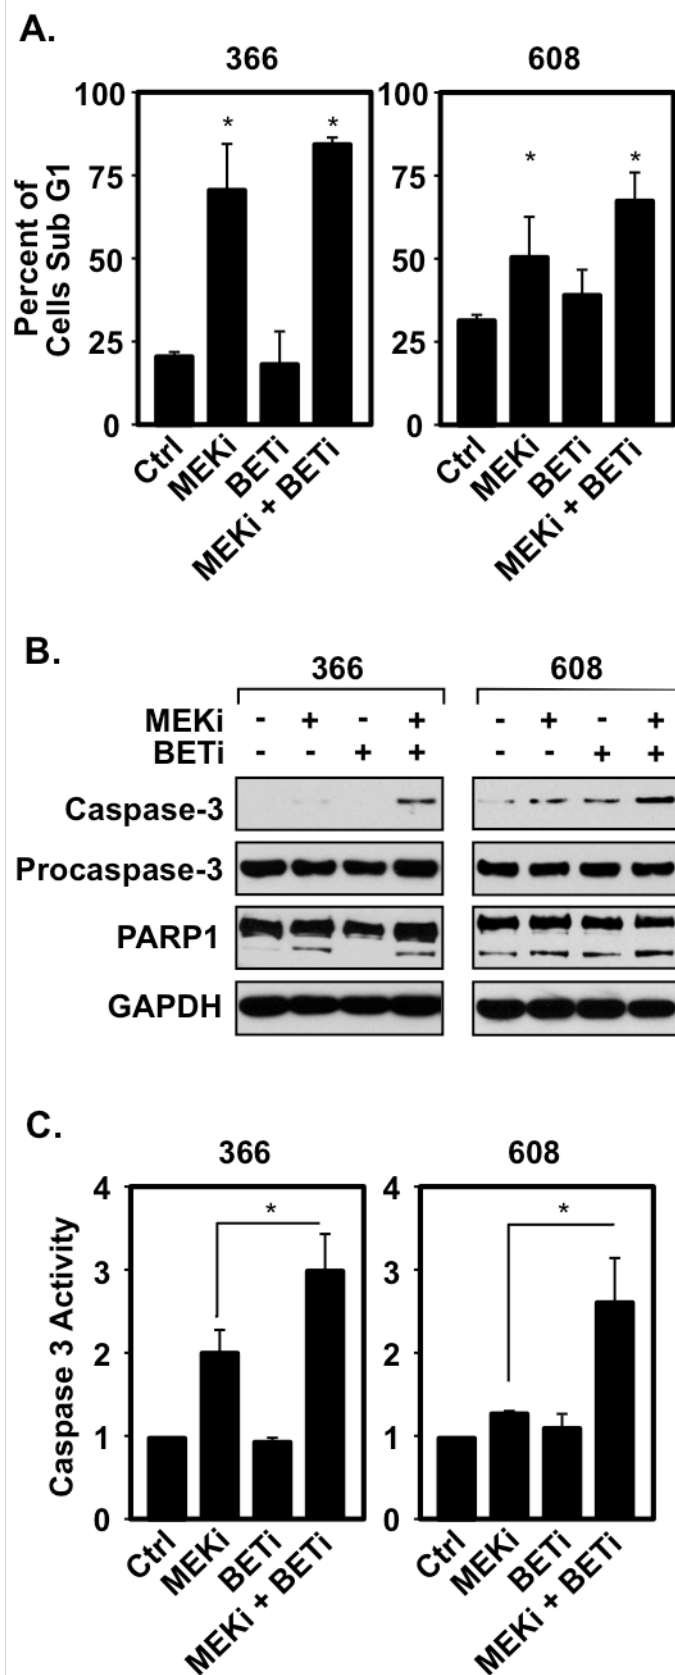 A.
366 608
100 100
* * * *
75 75
50 50
25 25
0 0
Percent of
Cells Sub G1
Ctrl MEKi BETi MEKi + BETi Ctrl MEKi BETi MEKi + BETi
B.
366 608
MEKi - + - + - + - +
BETi - - + + - - + +
Caspase-3
Procaspase-3
PARP1
GAPDH
C.
366 608
4 4
* *
3 3
2 2
1 1
0 0
Caspase 3 Activity
Ctrl MEKi BETi MEKi + BETi Ctrl MEKi BETi MEKi + BETi